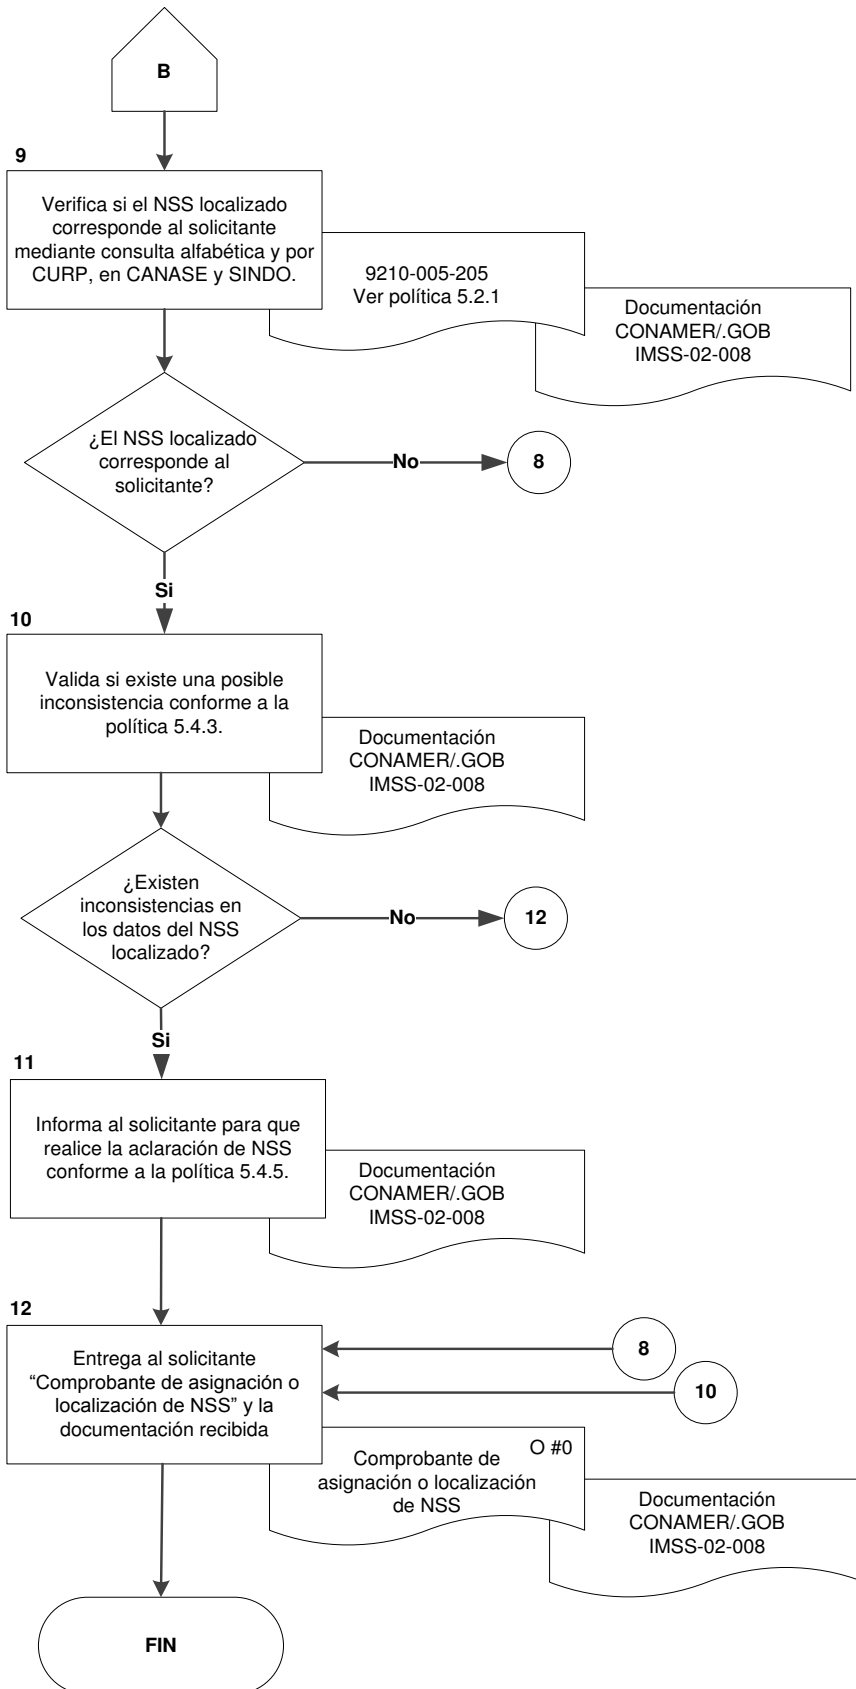 B
9
Verifica si el NSS localizado
corresponde al solicitante
mediante consulta alfabética y por
CURP, en CANASE y SINDO.
9210-005-205
Ver política 5.2.1
Documentación
CONAMER/.GOB
IMSS-02-008
¿El NSS localizado
corresponde al
solicitante?
No
8
Si
10
Valida si existe una posible
inconsistencia conforme a la
política 5.4.3.
Documentación
CONAMER/.GOB
IMSS-02-008
¿Existen
inconsistencias en
los datos del NSS
localizado?
No
12
Si
11
Informa al solicitante para que
realice la aclaración de NSS
conforme a la política 5.4.5.
Documentación
CONAMER/.GOB
IMSS-02-008
12
Entrega al solicitante
“Comprobante de asignación o
localización de NSS” y la
documentación recibida
8
10
O #0
Comprobante de
asignación o localización
de NSS
Documentación
CONAMER/.GOB
IMSS-02-008
FIN